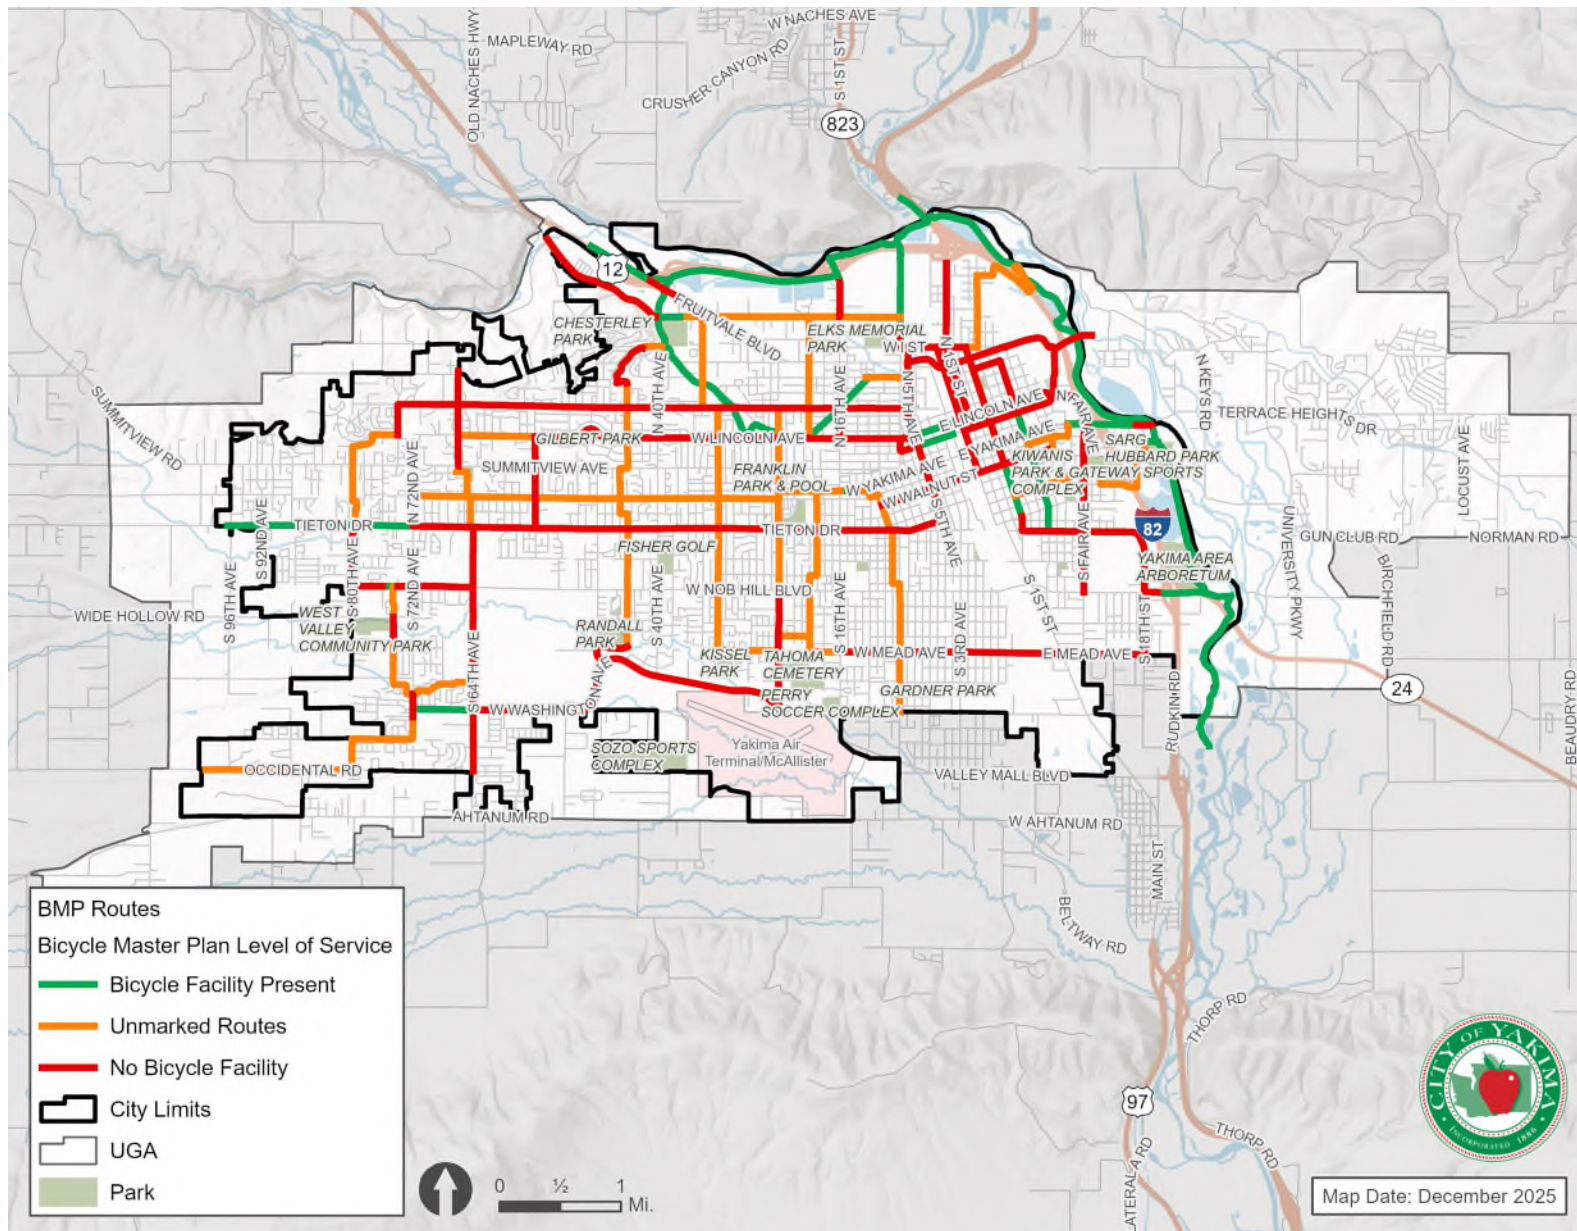 W NACHES AVE
MAPLEWAY RD
OLD NACHES HWY
CRUSHER CANYON RD
S 1ST ST
823
12
FRUITVALE BLVD
CHESTERLEY
PARK
ELKS MEMORIAL
PARK
W I ST
N 1ST ST
N 5TH AVE
N 16TH AVE
N 40TH AVE
SUMMITVIEW RD
E LINCOLN AVE
N FAIR AVE
N KEYS RD
TERRACE HEIGHTS DR
LOCUST AVE
GILBERT PARK
W LINCOLN AVE
SUMMITVIEW AVE
FRANKLIN
PARK & POOL
W YAKIMA AVE
E YAKIMA AVE
W WALNUT ST
KIWANIS
PARK & GATEWAY SPORTS
COMPLEX
SARG
HUBBARD PARK
N 72ND AVE
TIETON DR
TIETON DR
S 5TH AVE
82
GUN CLUB RD
NORMAN RD
UNIVERSITY PKWY
BIRCHFIELD RD
S 96TH AVE
S 92ND AVE
S 80TH AVE
S 72ND AVE
FISHER GOLF
S 40TH AVE
W NOB HILL BLVD
S 16TH AVE
S 3RD AVE
S 1ST ST
S FAIR AVE
YAKIMA AREA
ARBORETUM
S 18TH ST
WIDE HOLLOW RD
WEST
VALLEY
COMMUNITY PARK
S 64TH AVE
RANDALL
PARK
KISSEL
PARK
TAHOMA
CEMETERY
W MEAD AVE
E MEAD AVE
PERRY
SOCCER COMPLEX
GARDNER PARK
W WASHINGTON AVE
RUDKIN RD
24
BEAUDRY RD
OCCIDENTAL RD
SOZO SPORTS
COMPLEX
Yakima Air
Terminal/McAllister
VALLEY MALL BLVD
AHTANUM RD
W AHTANUM RD
MAIN ST
BELTWAY RD
THORP RD
97
THORP RD
LATERAL A RD
BMP Routes
Bicycle Master Plan Level of Service
Bicycle Facility Present
Unmarked Routes
No Bicycle Facility
City Limits
UGA
Park
0 ½ 1
Mi.
CITY OF YAKIMA
INCORPORATED 1886
Map Date: December 2025